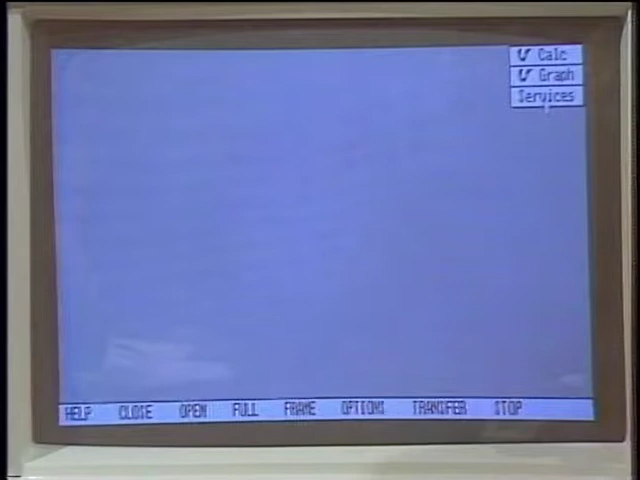 V Calc
V Graph
Services
HELP CLOSE OPEN FULL FRAME OPTIONS TRANSFER STOP